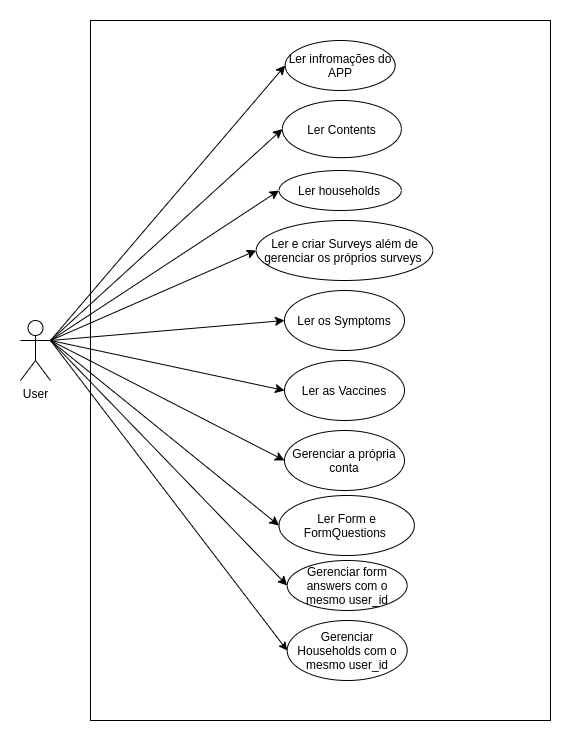 Ler infromações do
APP
Ler Contents
Ler households
Ler e criar Surveys além de
gerenciar os próprios surveys
Ler os Symptoms
User
Ler as Vaccines
Gerenciar a própria
conta
Ler Form e
FormQuestions
Gerenciar form
answers com o
mesmo user_id
Gerenciar
Households com o
mesmo user_id